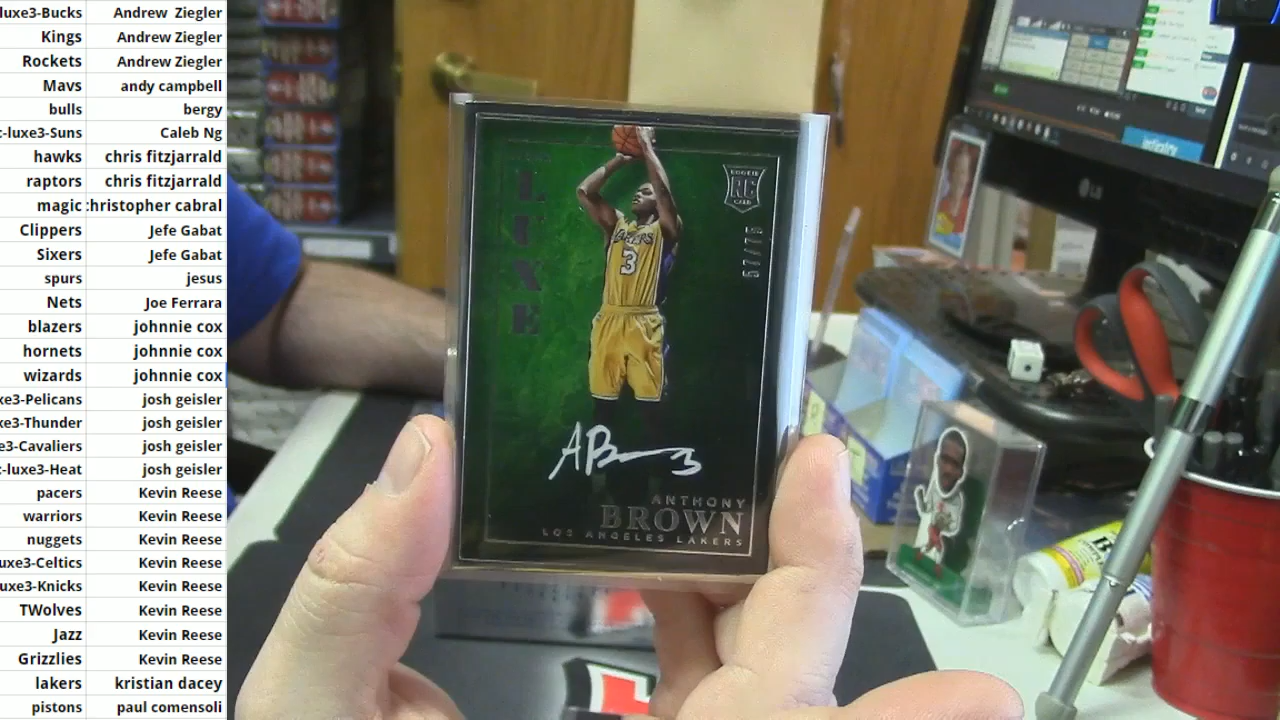 luxe3-Bucks Andrew Ziegler
Kings Andrew Ziegler
Rockets Andrew Ziegler
Mavs andy campbell
bulls bergy
t-luxe3-Suns Caleb Ng
hawks chris fitzjarrald
raptors chris fitzjarrald
magic christopher cabral
Clippers Jefe Gabat
Sixers Jefe Gabat
spurs jesus
Nets Joe Ferrara
blazers johnnie cox
hornets johnnie cox
wizards johnnie cox
xe3-Pelicans josh geisler
xe3-Thunder josh geisler
e3-Cavaliers josh geisler
t-luxe3-Heat josh geisler
pacers Kevin Reese
warriors Kevin Reese
nuggets Kevin Reese
uxe3-Celtics Kevin Reese
uxe3-Knicks Kevin Reese
TWolves Kevin Reese
Jazz Kevin Reese
Grizzlies Kevin Reese
lakers kristian dacey
pistons paul comensoli
LUXE
ROOKIE
RC
CARD
57/75
LAKERS
3
ANTHONY
BROWN
LOS ANGELES LAKERS
LG